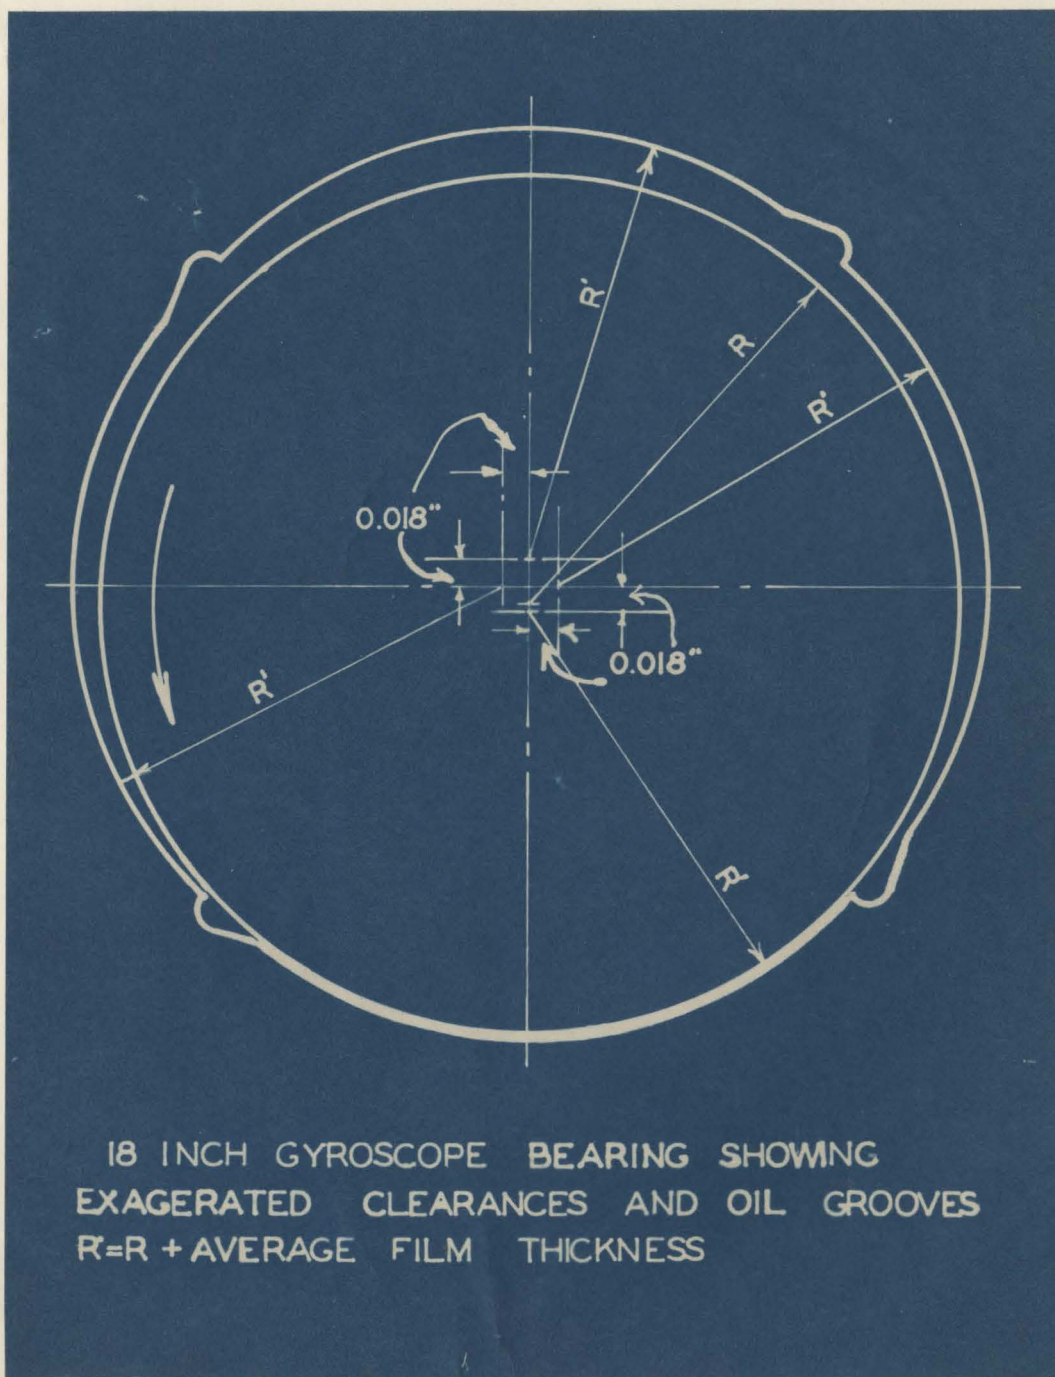 R'
R
R'
0.018"
0.018"
R'
R
18 INCH GYROSCOPE BEARING SHOWING
EXAGERATED CLEARANCES AND OIL GROOVES
R'=R + AVERAGE FILM THICKNESS